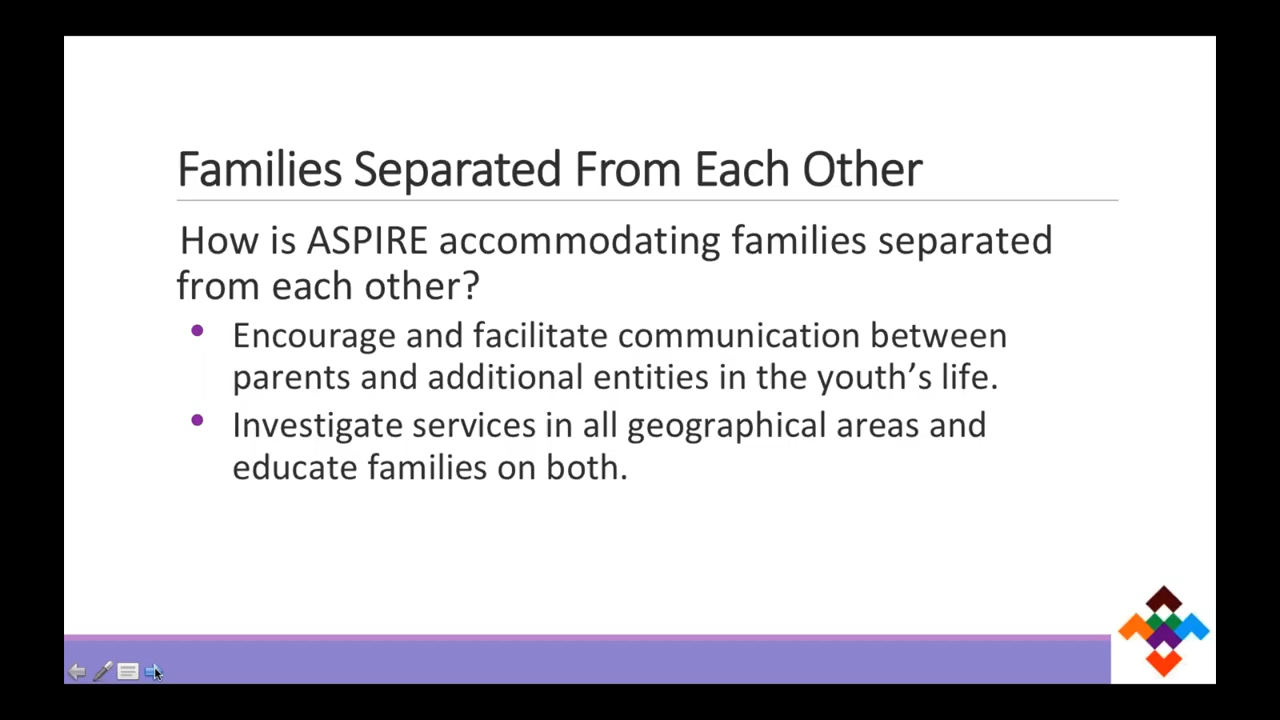 Families Separated From Each Other
How is ASPIRE accommodating families separated
from each other?
• Encourage and facilitate communication between
parents and additional entities in the youth’s life.
• Investigate services in all geographical areas and
educate families on both.